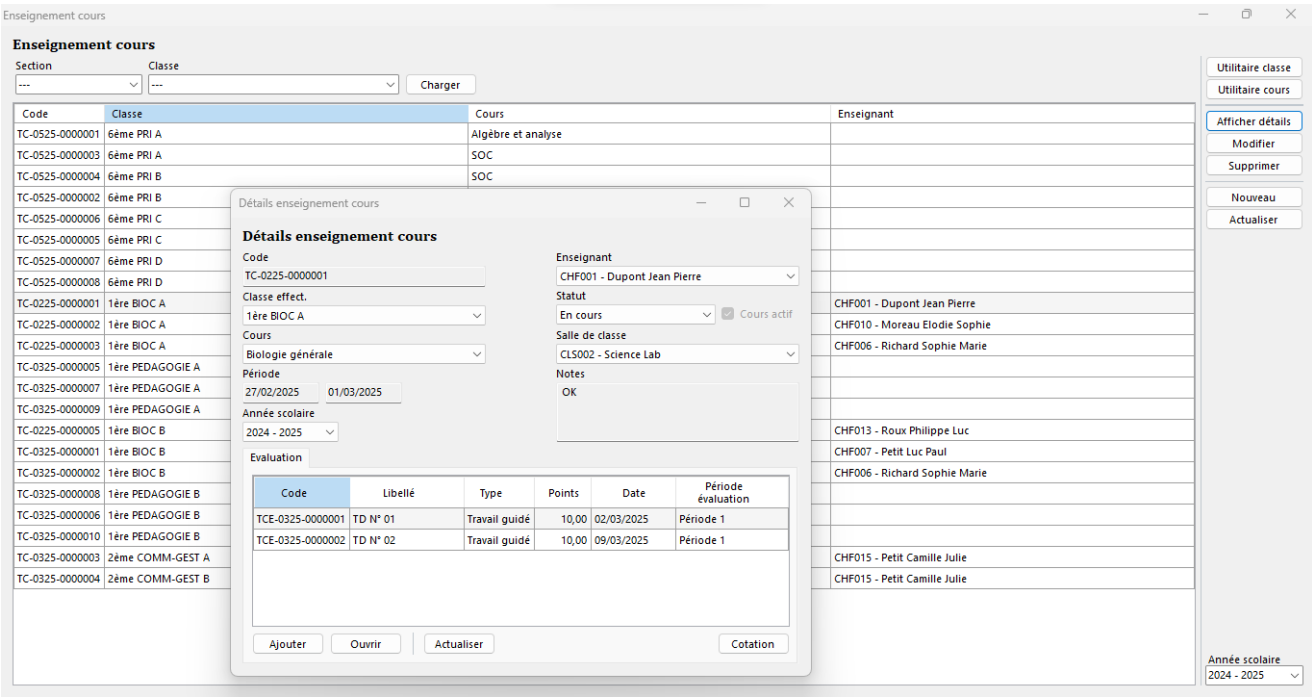 Enseignement cours
Enseignement cours
Section Classe
--- --- Charger
Utilitaire classe
Utilitaire cours
Afficher détails
Modifier
Supprimer
Nouveau
Actualiser
Code Classe Cours Enseignant
TC-0525-0000001 6ème PRI A Algèbre et analyse
TC-0525-0000003 6ème PRI A SOC
TC-0525-0000004 6ème PRI B SOC
TC-0525-0000002 6ème PRI B
TC-0525-0000006 6ème PRI C
TC-0525-0000005 6ème PRI C
TC-0525-0000007 6ème PRI D
TC-0525-0000008 6ème PRI D
TC-0225-0000001 1ère BIOC A CHF001 - Dupont Jean Pierre
TC-0225-0000002 1ère BIOC A CHF010 - Moreau Elodie Sophie
TC-0225-0000003 1ère BIOC A CHF006 - Richard Sophie Marie
TC-0325-0000005 1ère PEDAGOGIE A
TC-0325-0000007 1ère PEDAGOGIE A
TC-0325-0000009 1ère PEDAGOGIE A
TC-0225-0000005 1ère BIOC B CHF013 - Roux Philippe Luc
TC-0325-0000001 1ère BIOC B CHF007 - Petit Luc Paul
TC-0325-0000002 1ère BIOC B CHF006 - Richard Sophie Marie
TC-0325-0000008 1ère PEDAGOGIE B
TC-0325-0000006 1ère PEDAGOGIE B
TC-0325-0000010 1ère PEDAGOGIE B
TC-0325-0000003 2ème COMM-GEST A CHF015 - Petit Camille Julie
TC-0325-0000004 2ème COMM-GEST B CHF015 - Petit Camille Julie
Détails enseignement cours
Détails enseignement cours
Code
TC-0225-0000001
Classe effect.
1ère BIOC A
Cours
Biologie générale
Période
27/02/2025 01/03/2025
Année scolaire
2024 - 2025
Enseignant
CHF001 - Dupont Jean Pierre
Statut
En cours Cours actif
Salle de classe
CLS002 - Science Lab
Notes
OK
Evaluation
Code Libellé Type Points Date Période évaluation
TCE-0325-0000001 TD N° 01 Travail guidé 10,00 02/03/2025 Période 1
TCE-0325-0000002 TD N° 02 Travail guidé 10,00 09/03/2025 Période 1
Ajouter Ouvrir Actualiser Cotation
Année scolaire
2024 - 2025